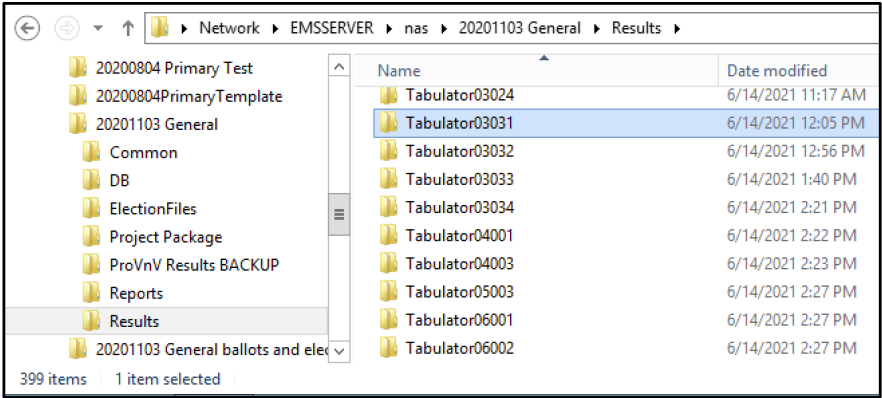 Network EMSSERVER nas 20201103 General Results
20200804 Primary Test
20200804PrimaryTemplate
20201103 General
Common
DB
ElectionFiles
Project Package
ProVnV Results BACKUP
Reports
Results
20201103 General ballots and elec
Name Date modified
Tabulator03024 6/14/2021 11:17 AM
Tabulator03031 6/14/2021 12:05 PM
Tabulator03032 6/14/2021 12:56 PM
Tabulator03033 6/14/2021 1:40 PM
Tabulator03034 6/14/2021 2:21 PM
Tabulator04001 6/14/2021 2:22 PM
Tabulator04003 6/14/2021 2:23 PM
Tabulator05003 6/14/2021 2:27 PM
Tabulator06001 6/14/2021 2:27 PM
Tabulator06002 6/14/2021 2:27 PM
399 items 1 item selected